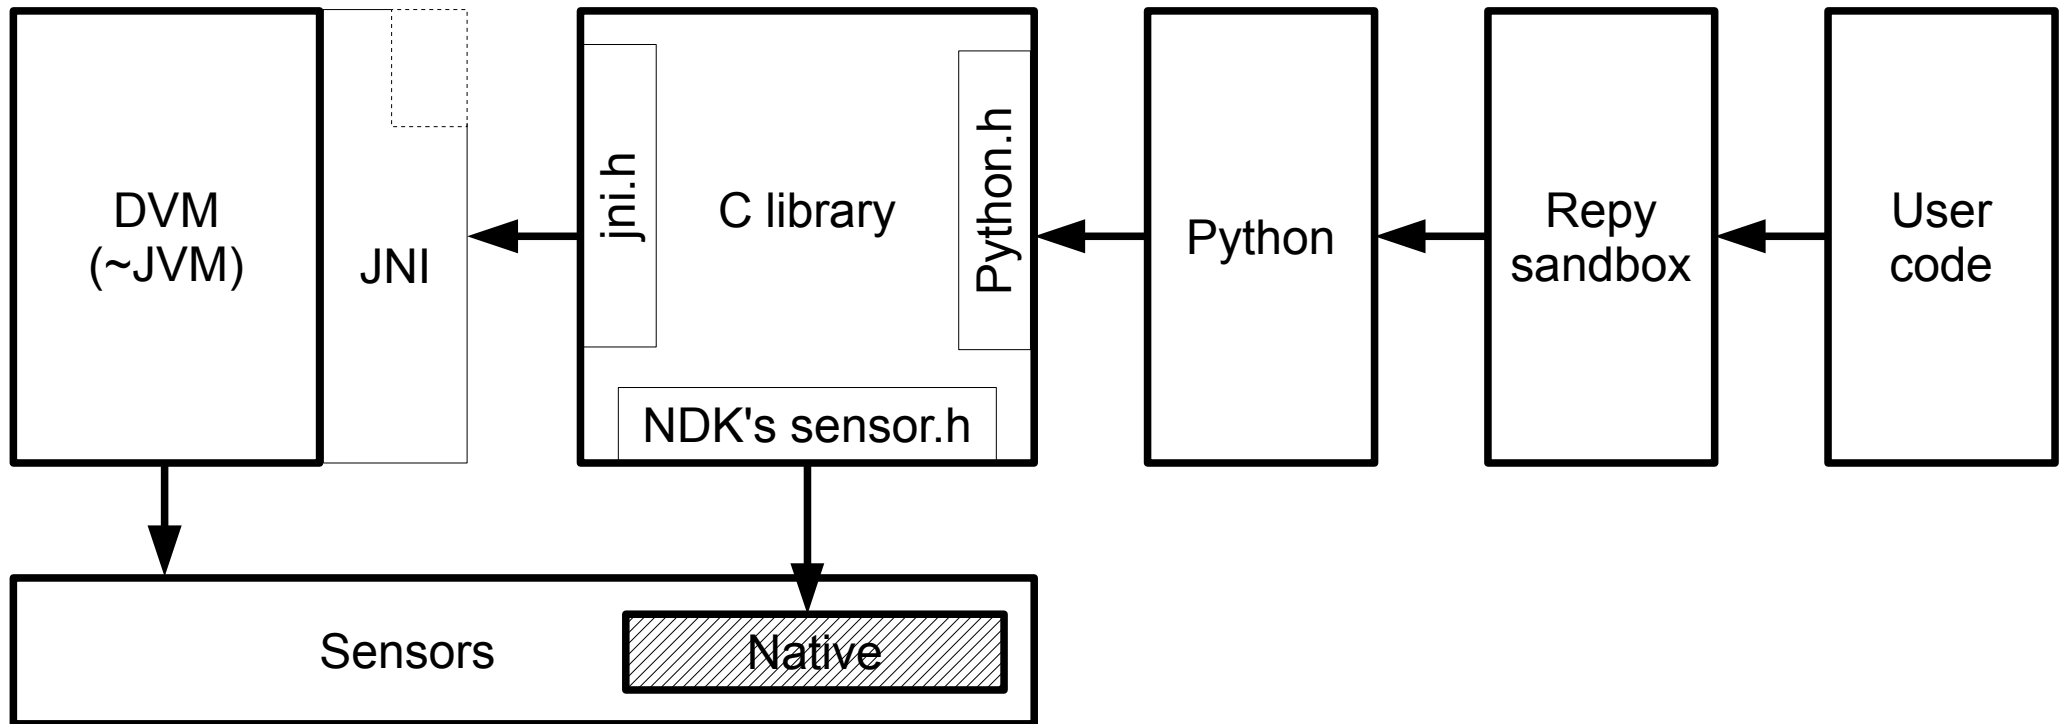 DVM
(~JVM)
JNI
jni.h
C library
Python.h
NDK's sensor.h
Python
Repy
sandbox
User
code
Sensors
Native